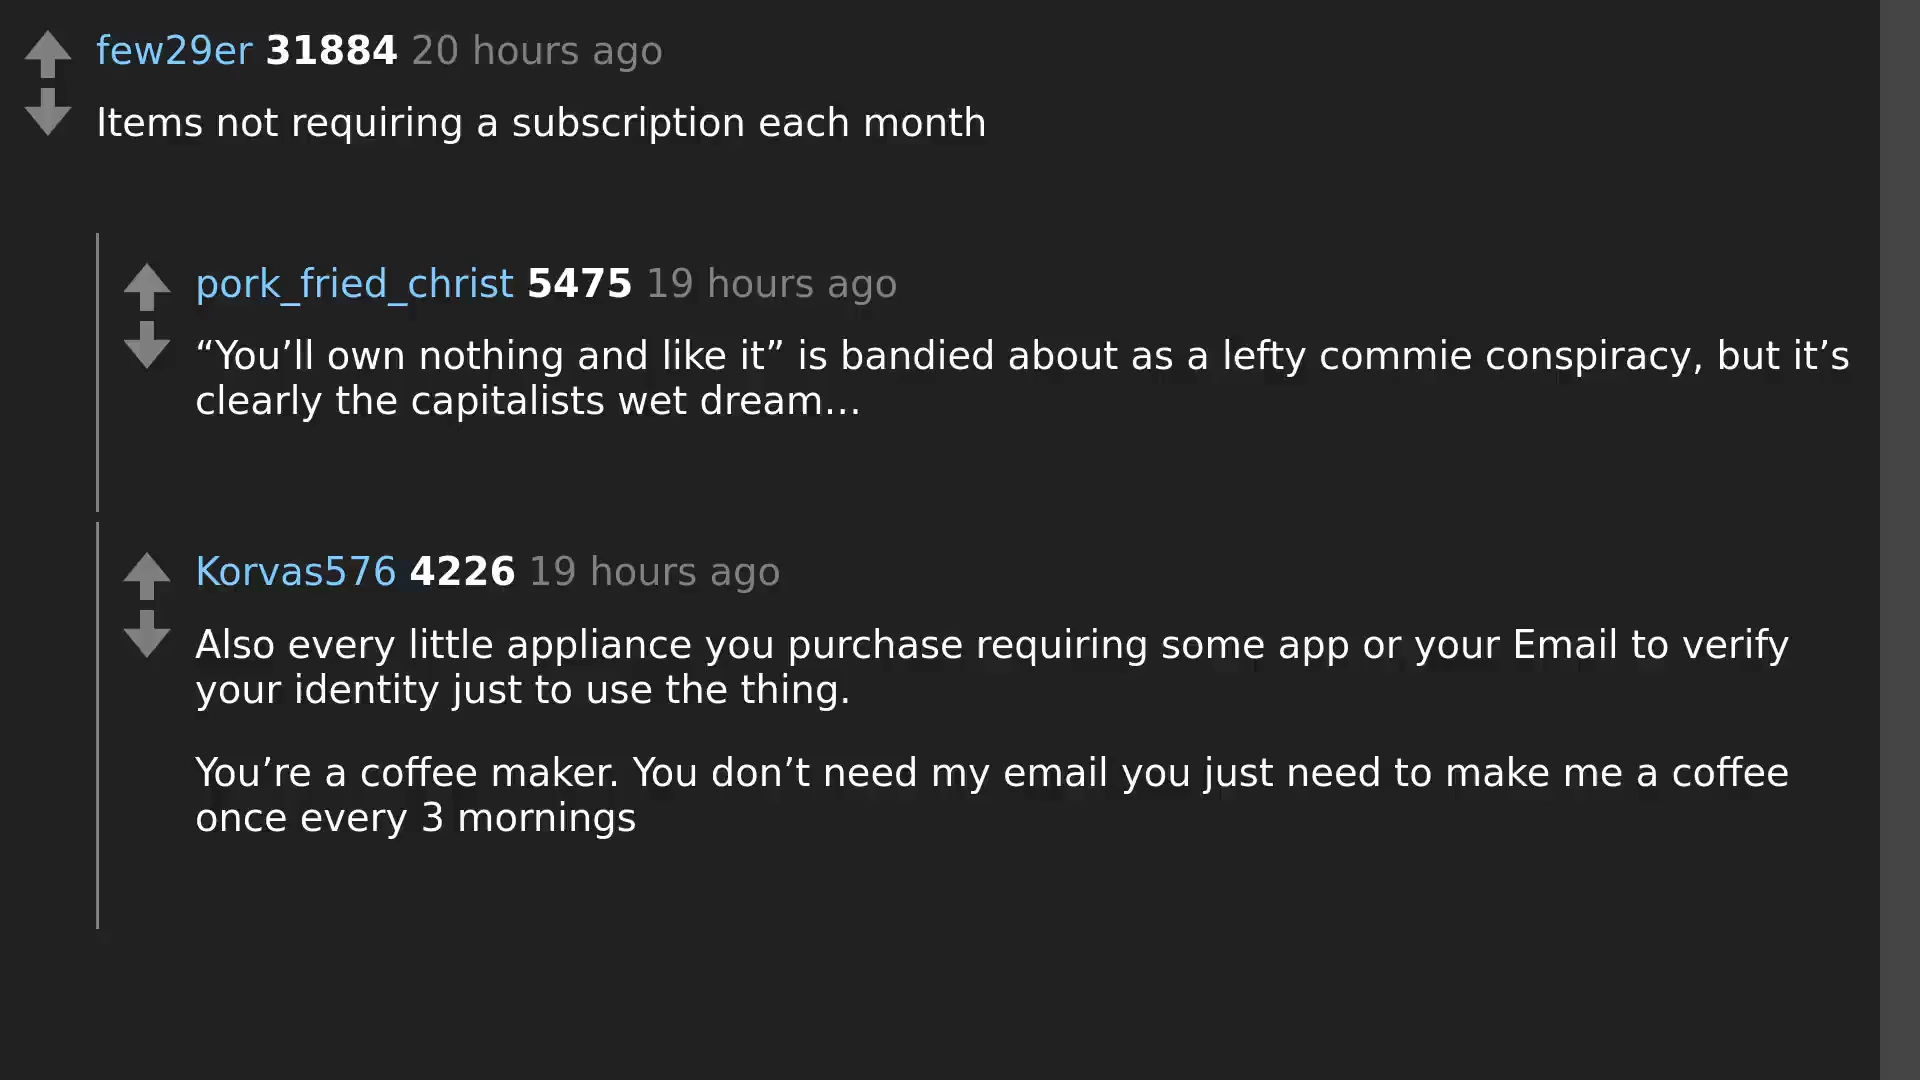 few29er 31884 20 hours ago
Items not requiring a subscription each month
pork_fried_christ 5475 19 hours ago
“You’ll own nothing and like it” is bandied about as a lefty commie conspiracy, but it’s
clearly the capitalists wet dream...
Korvas576 4226 19 hours ago
Also every little appliance you purchase requiring some app or your Email to verify
your identity just to use the thing.
You’re a coffee maker. You don’t need my email you just need to make me a coffee
once every 3 mornings